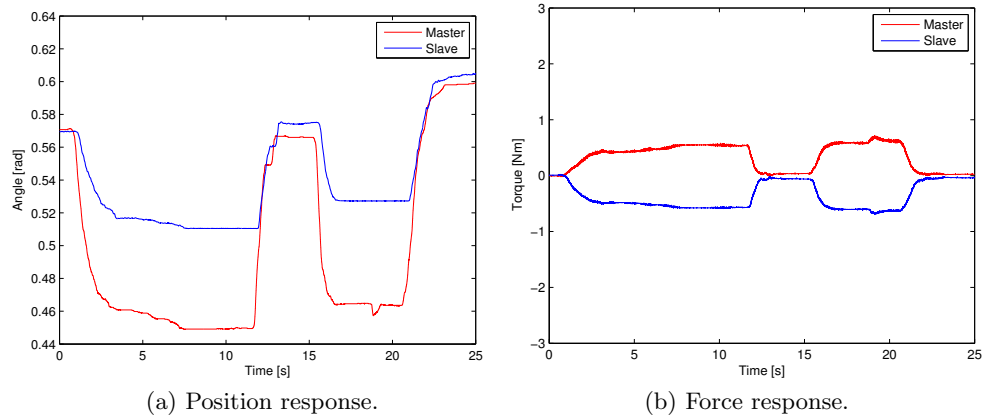 0.64
0.62
0.6
0.58
0.56
0.54
0.52
0.5
0.48
0.46
0.44
Angle [rad]
0 5 10 15 20 25
Time [s]
Master
Slave
(a) Position response.
3
2
1
0
−1
−2
−3
Torque [Nm]
0 5 10 15 20 25
Time [s]
Master
Slave
(b) Force response.